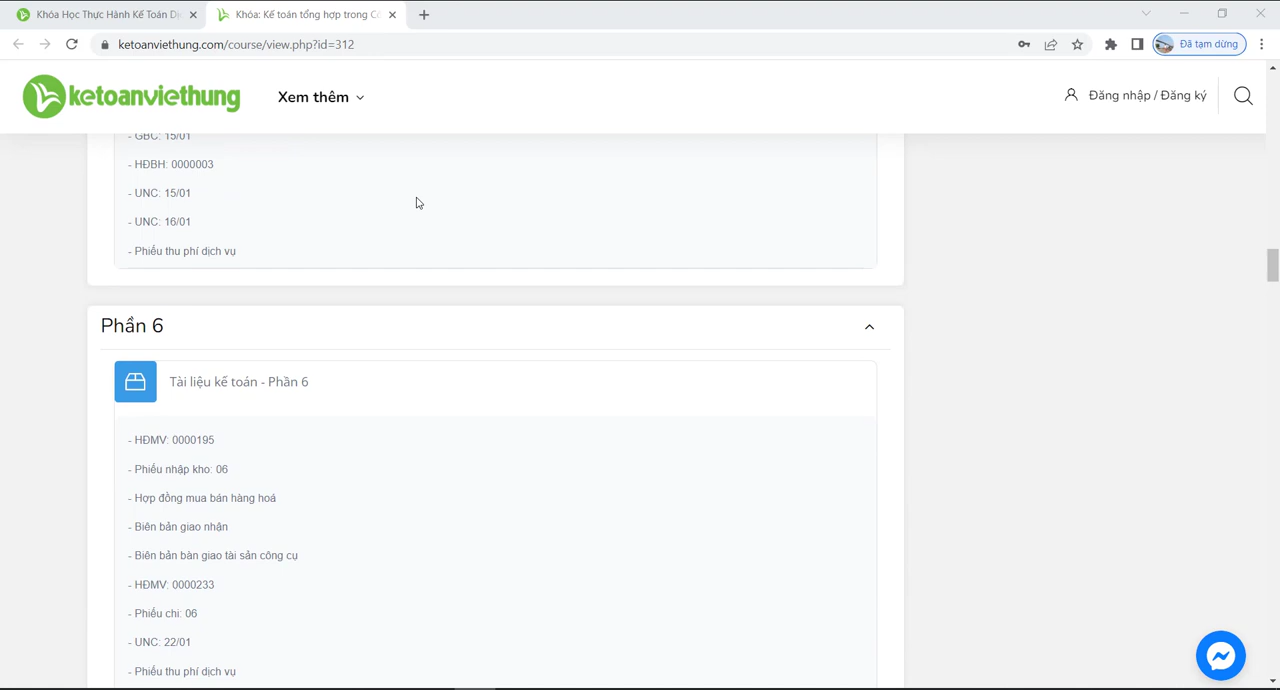 Khóa Học Thực Hành Kế Toán Dị
Khóa: Kế toán tổng hợp trong Cô
ketoanviethung.com/course/view.php?id=312
Đã tạm dừng
ketoanviethung
Xem thêm
Đăng nhập / Đăng ký
- GBC: 15/01
- HĐBH: 0000003
- UNC: 15/01
- UNC: 16/01
- Phiếu thu phí dịch vụ
Phần 6
Tài liệu kế toán - Phần 6
- HĐMV: 0000195
- Phiếu nhập kho: 06
- Hợp đồng mua bán hàng hoá
- Biên bản giao nhận
- Biên bản bàn giao tài sản công cụ
- HĐMV: 0000233
- Phiếu chi: 06
- UNC: 22/01
- Phiếu thu phí dịch vụ